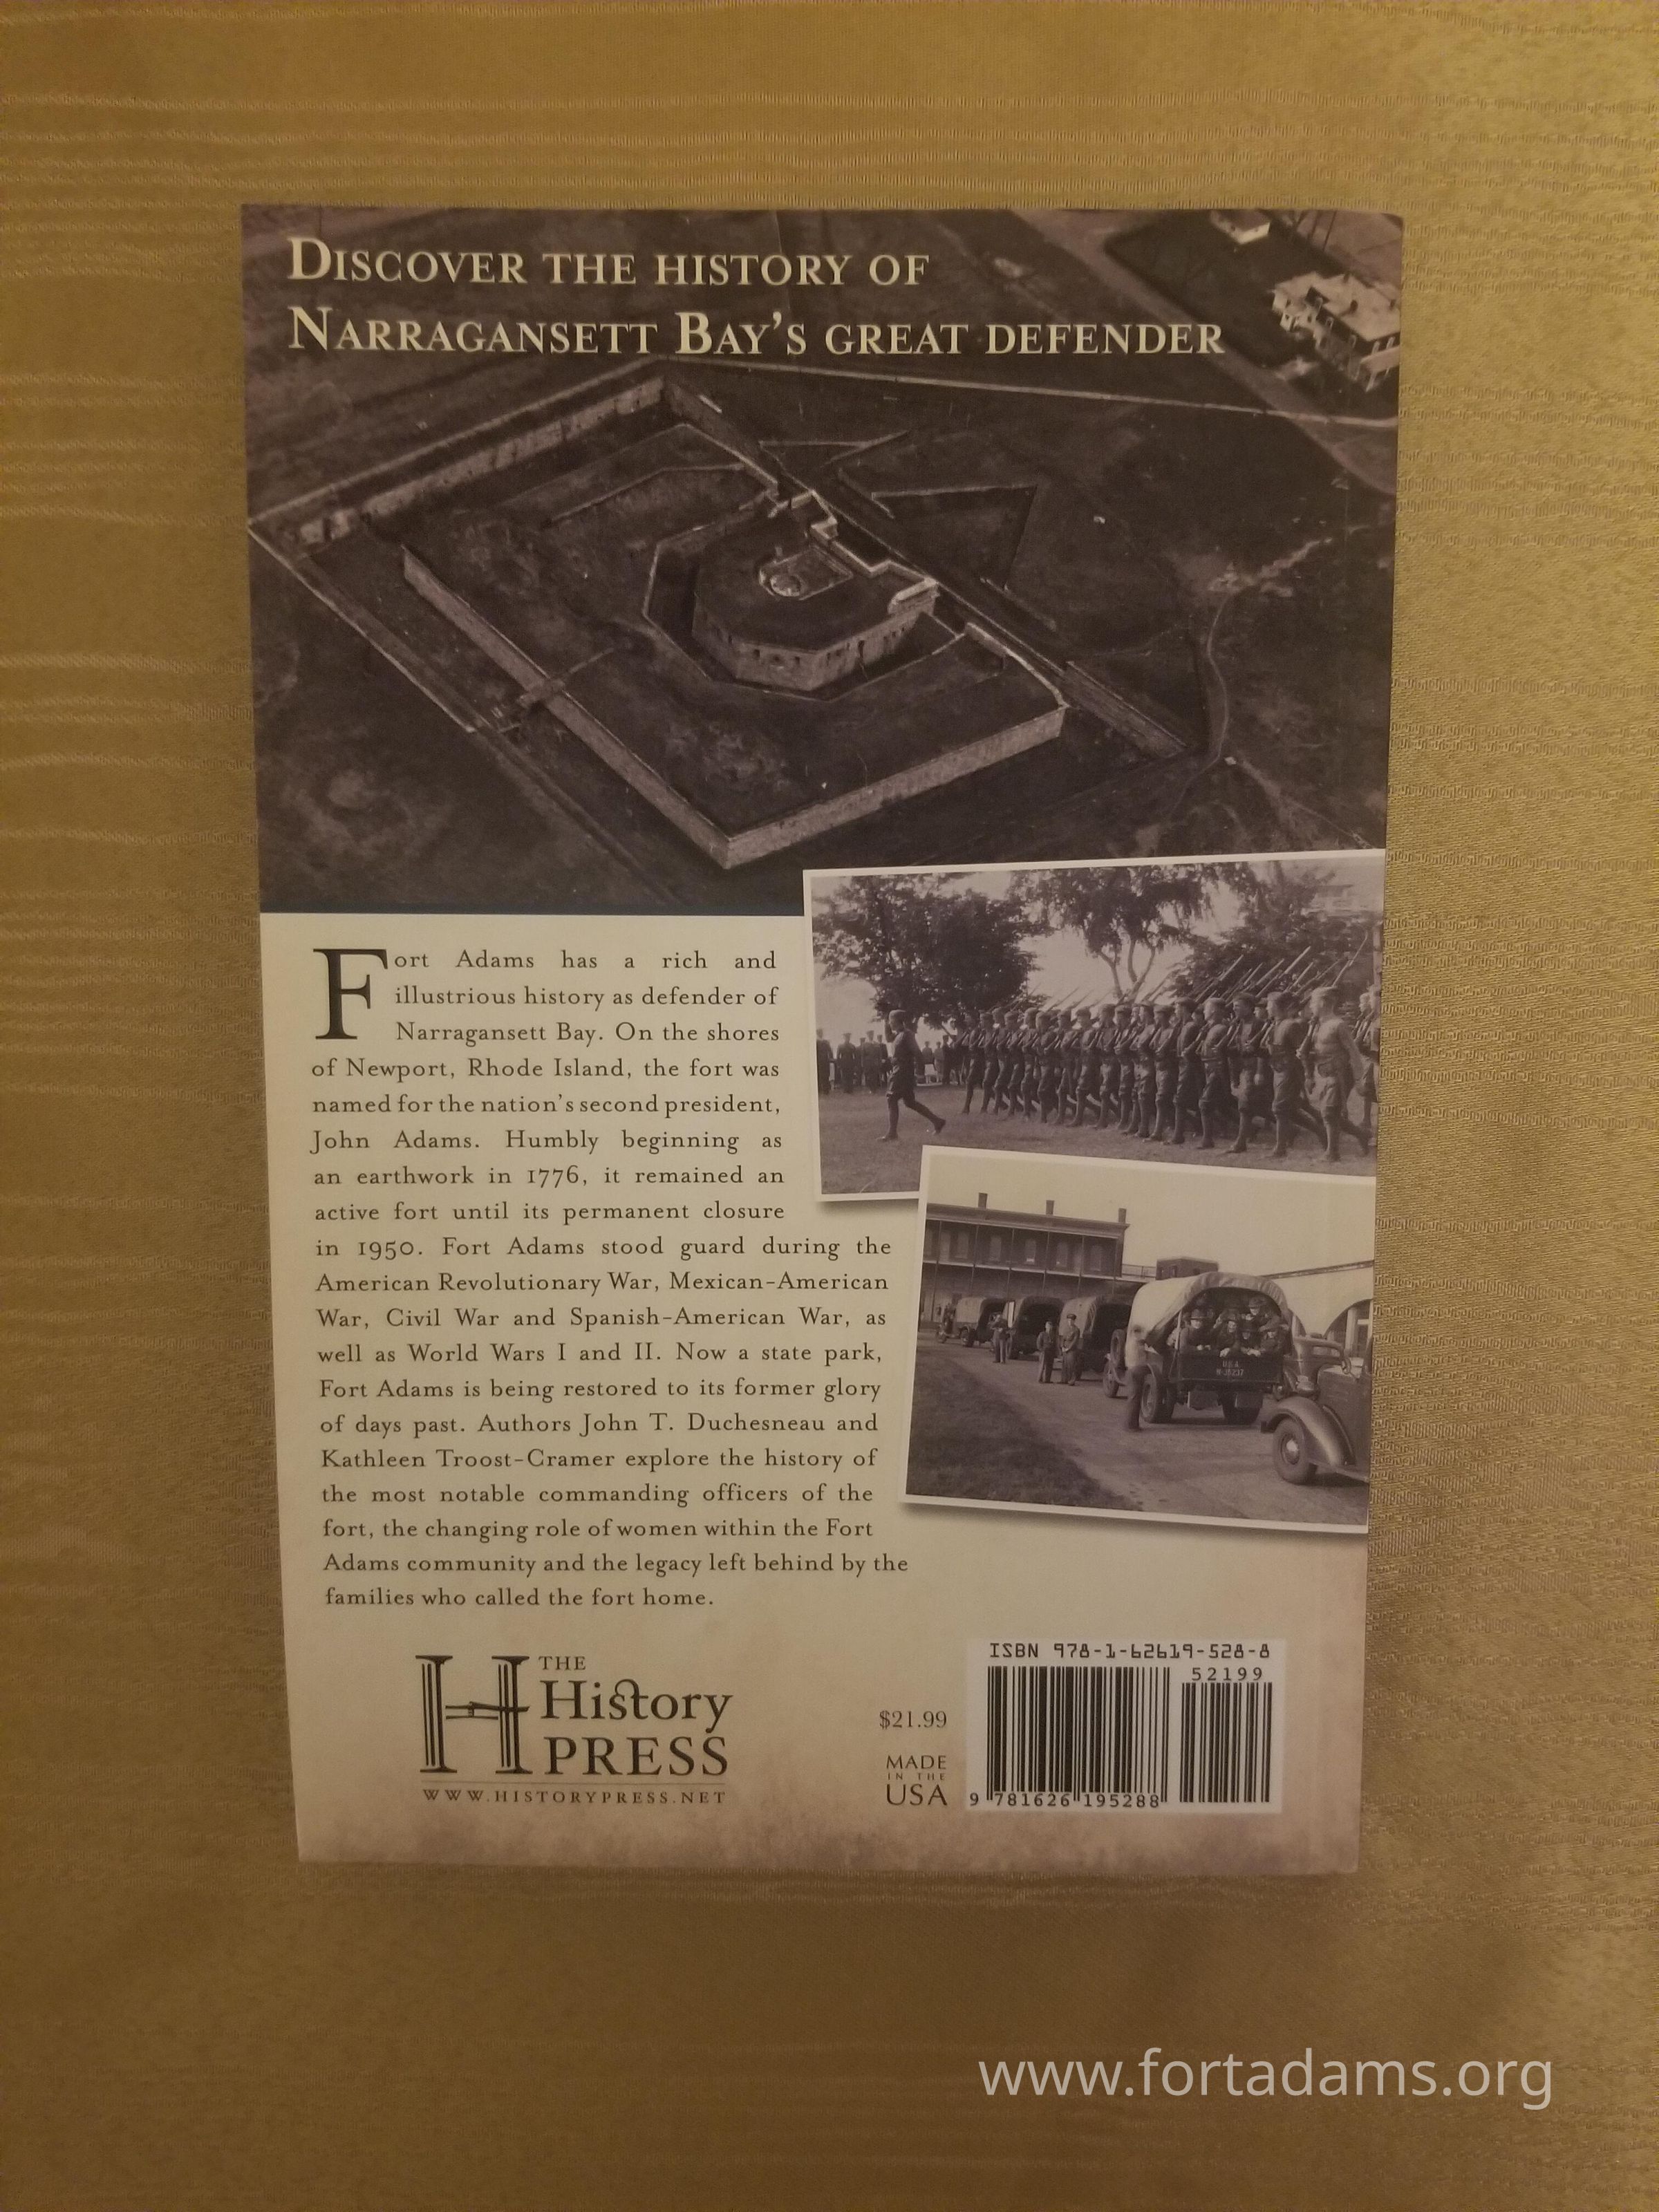 DISCOVER THE HISTORY OF
NARRAGANSETT BAY'S GREAT DEFENDER
Fort Adams has a rich and
illustrious history as defender of
Narragansett Bay. On the shores
of Newport, Rhode Island, the fort was
named for the nation's second president,
John Adams. Humbly beginning as
an earthwork in 1776, it remained an
active fort until its permanent closure
in 1950. Fort Adams stood guard during the
American Revolutionary War, Mexican-American
War, Civil War and Spanish-American War, as
well as World Wars I and II. Now a state park,
Fort Adams is being restored to its former glory
of days past. Authors John T. Duchesneau and
Kathleen Troost-Cramer explore the history of
the most notable commanding officers of the
fort, the changing role of women within the Fort
Adams community and the legacy left behind by the
families who called the fort home.
H THE
History
PRESS
WWW.HISTORYPRESS.NET
$21.99
MADE
IN THE
USA
ISBN 978-1-62619-528-8
52199
9 781626 195288
www.fortadams.org